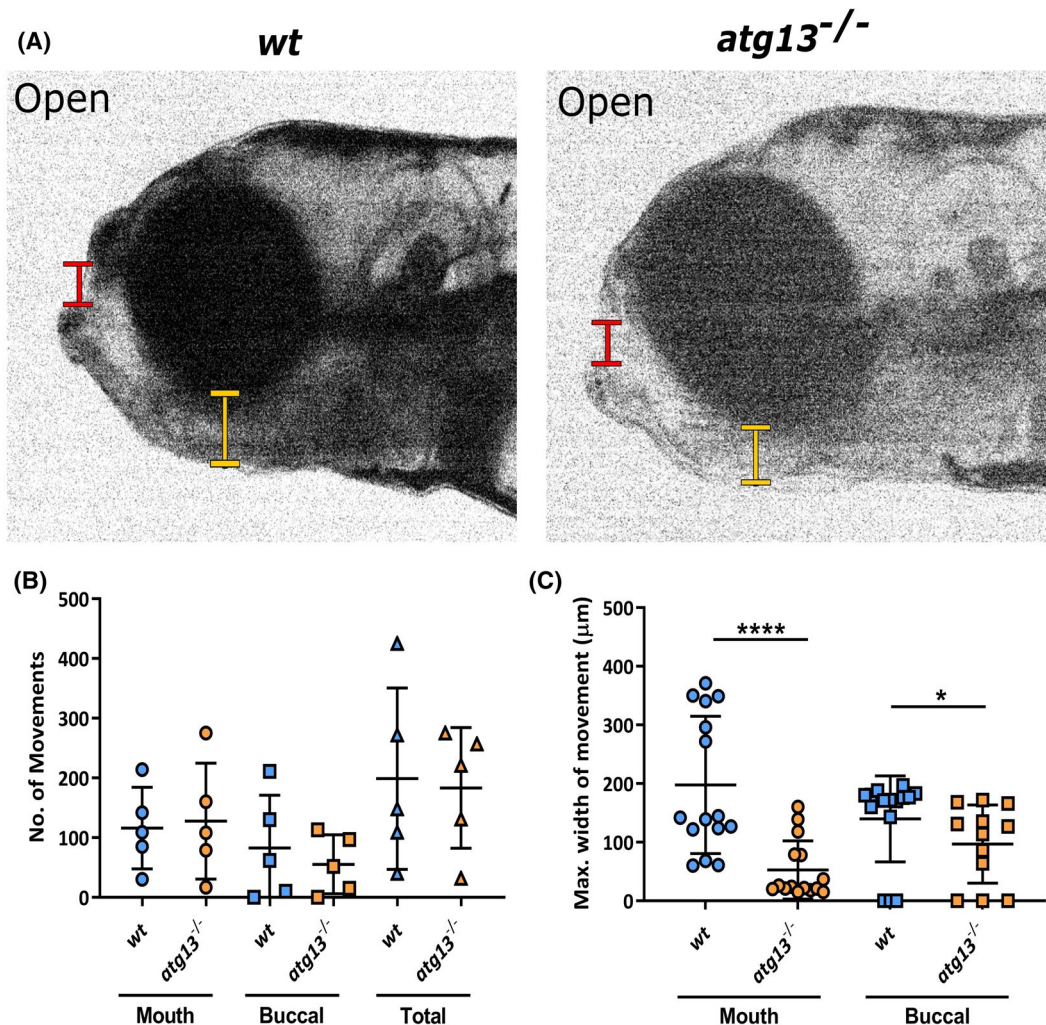 (A) wt atg13-/-
Open Open
(B) (C)
500 500
400 400
300 300
200 200
100 100
0 0
No. of Movements
Max. width of movement (μm)
**** *
wt atg13-/- wt atg13-/- wt atg13-/-
Mouth Buccal Total
wt atg13-/- wt atg13-/-
Mouth Buccal